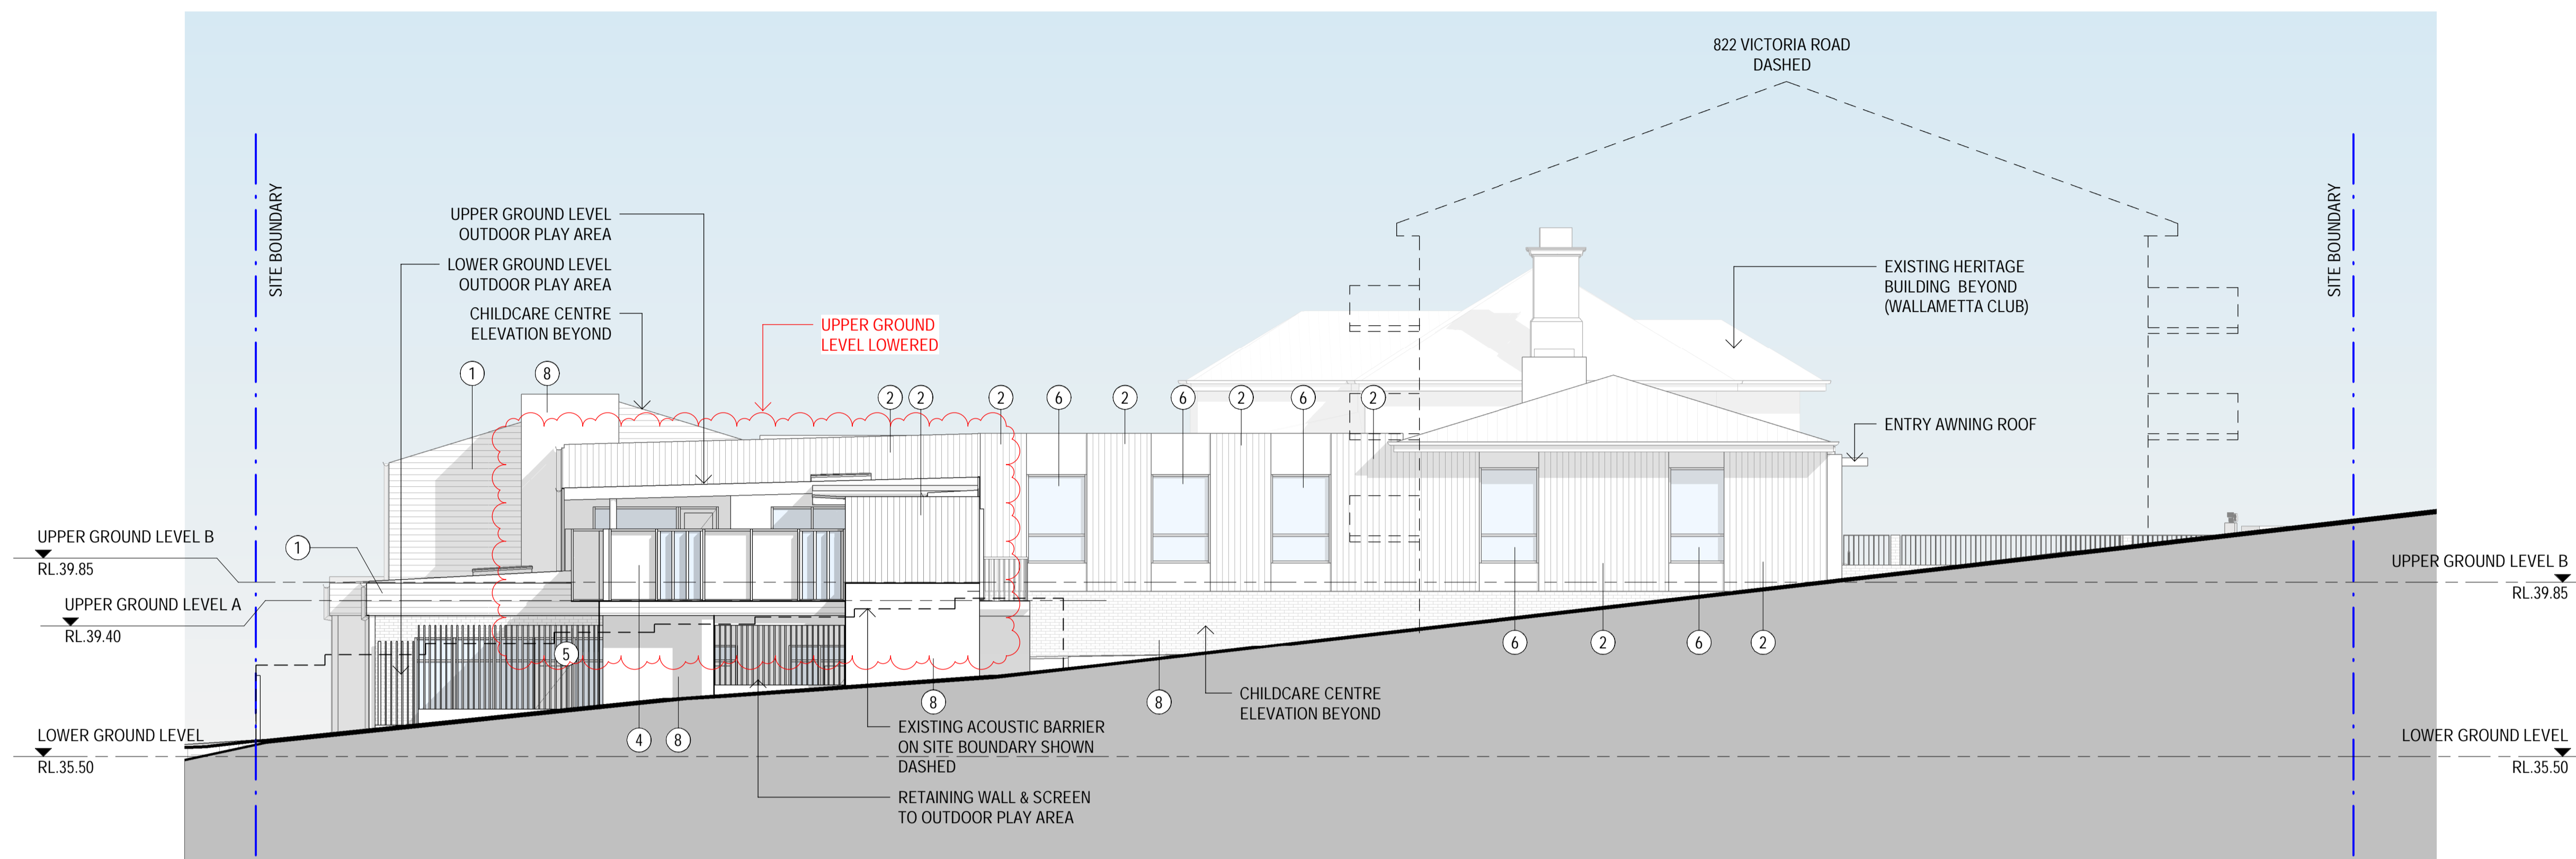 822 VICTORIA ROAD
DASHED
SITE BOUNDARY
UPPER GROUND LEVEL
OUTDOOR PLAY AREA
LOWER GROUND LEVEL
OUTDOOR PLAY AREA
CHILDCARE CENTRE
ELEVATION BEYOND
UPPER GROUND
LEVEL LOWERED
EXISTING HERITAGE
BUILDING BEYOND
(WALLAMETTA CLUB)
SITE BOUNDARY
1
8
2
2
2
6
2
6
2
6
2
ENTRY AWNING ROOF
UPPER GROUND LEVEL B
RL.39.85
1
UPPER GROUND LEVEL A
RL.39.40
UPPER GROUND LEVEL B
RL.39.85
5
6
2
6
2
8
8
4
8
CHILDCARE CENTRE
ELEVATION BEYOND
EXISTING ACOUSTIC BARRIER
ON SITE BOUNDARY SHOWN
DASHED
LOWER GROUND LEVEL
RL.35.50
LOWER GROUND LEVEL
RL.35.50
RETAINING WALL & SCREEN
TO OUTDOOR PLAY AREA